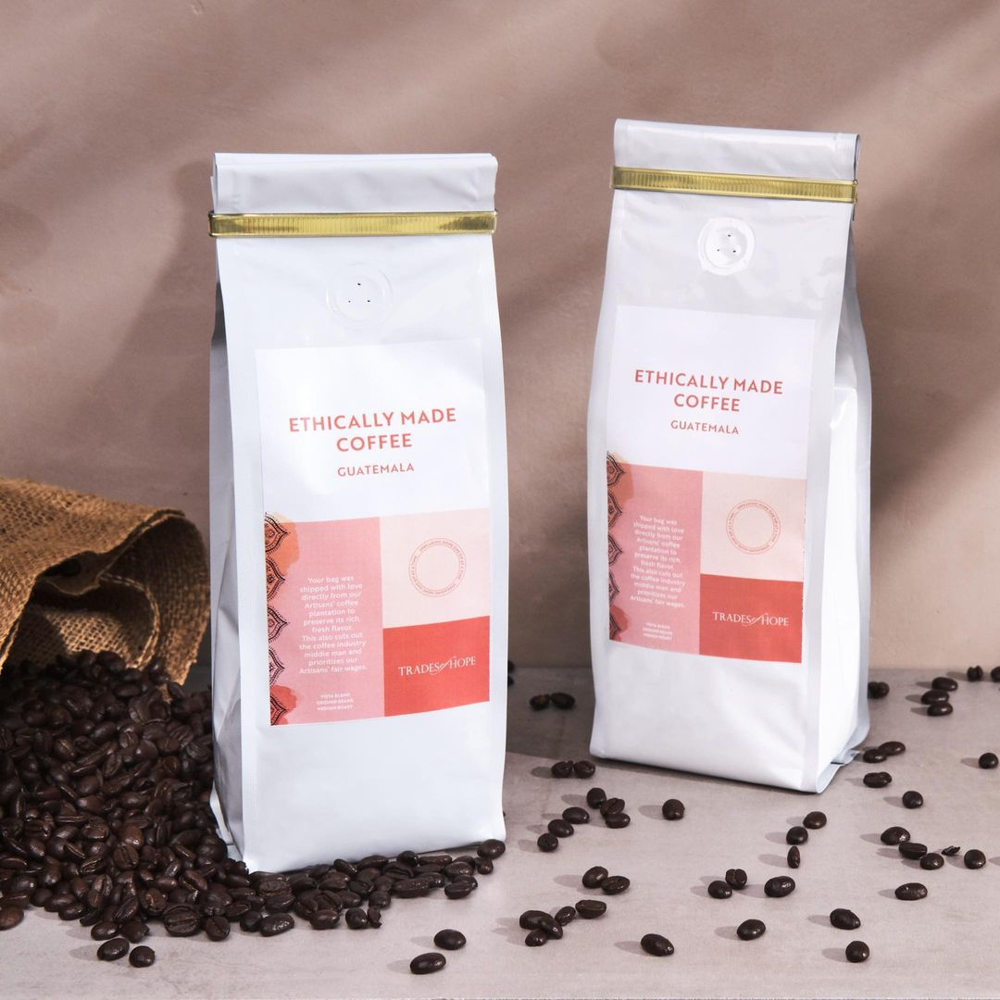 ETHICALLY MADE
COFFEE
GUATEMALA
Your bag was
shipped with love
directly from our
Artisans' coffee
plantation to
preserve its rich,
fresh flavor.
This also cuts out
the coffee industry
middle man and
prioritizes our
Artisans' fair wages.
VISTA BLEND
GROUND BEANS
MEDIUM ROAST
TRADES of HOPE
ETHICALLY MADE
COFFEE
GUATEMALA
Your bag was
shipped with love
directly from our
Artisans' coffee
plantation to
preserve its rich,
fresh flavor.
This also cuts out
the coffee industry
middle man and
prioritizes our
Artisans' fair wages.
VISTA BLEND
GROUND BEANS
MEDIUM ROAST
TRADES of HOPE